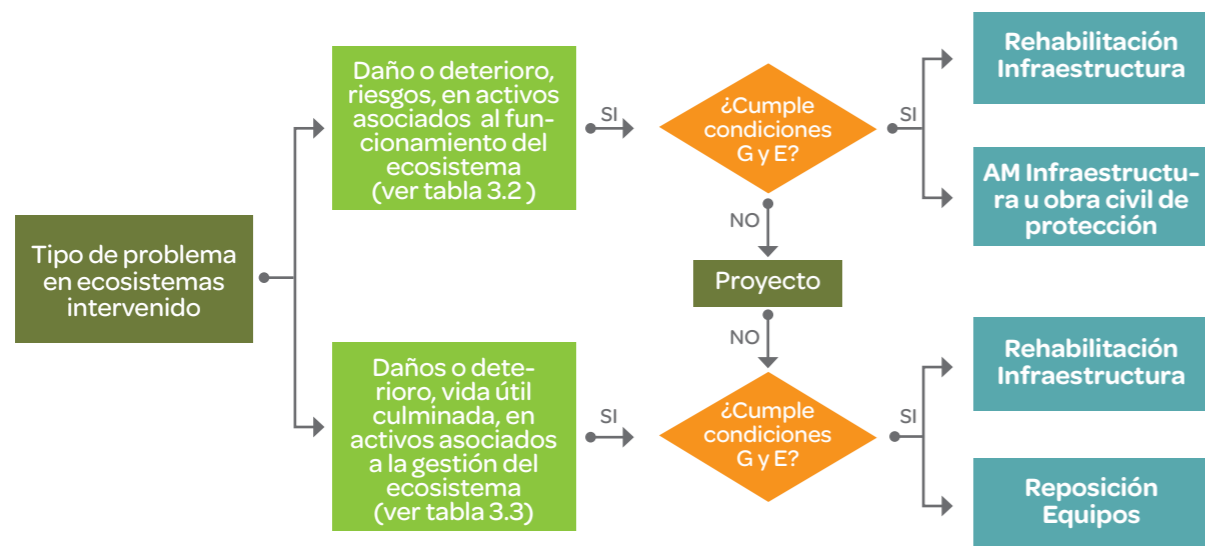 Tipo de problema
en ecosistemas
intervenido
Daño o deterioro,
riesgos, en activos
asociados al fun-
cionamiento del
ecosistema
(ver tabla 3.2 )
SI
¿Cumple
condiciones
G y E?
SI
Rehabilitación
Infraestructura
AM Infraestructu-
ra u obra civil de
protección
NO
Proyecto
NO
Daños o dete-
rioro, vida útil
culminada, en
activos asociados
a la gestión del
ecosistema
(ver tabla 3.3)
SI
¿Cumple
condiciones
G y E?
SI
Rehabilitación
Infraestructura
Reposición
Equipos